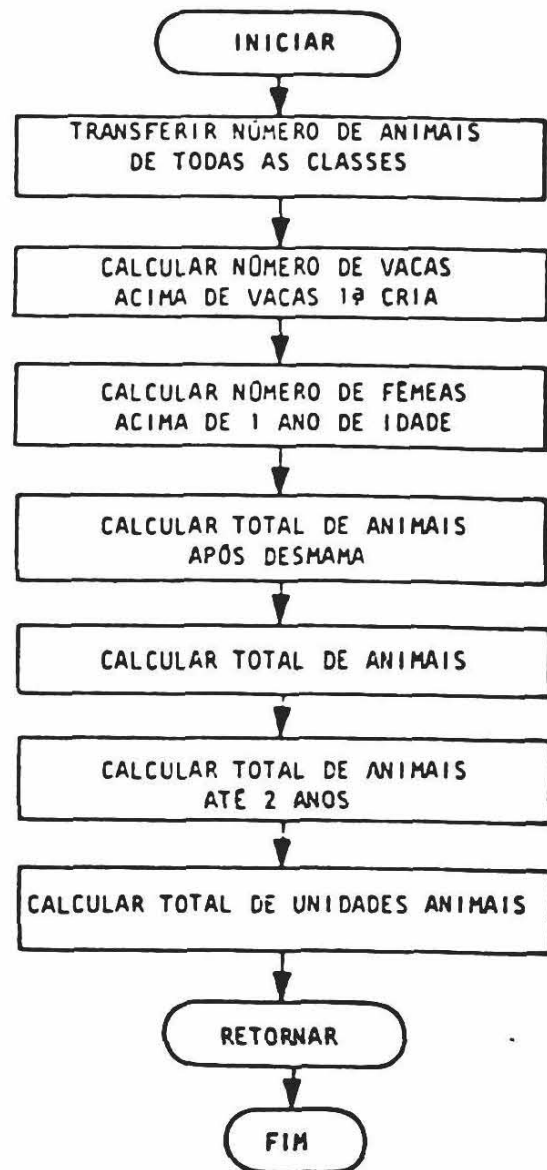 INICIAR
TRANSFERIR NÚMERO DE ANIMAIS
DE TODAS AS CLASSES
CALCULAR NÚMERO DE VACAS
ACIMA DE VACAS 1ª CRIA
CALCULAR NÚMERO DE FÊMEAS
ACIMA DE 1 ANO DE IDADE
CALCULAR TOTAL DE ANIMAIS
APÓS DESMAMA
CALCULAR TOTAL DE ANIMAIS
CALCULAR TOTAL DE ANIMAIS
ATÉ 2 ANOS
CALCULAR TOTAL DE UNIDADES ANIMAIS
RETORNAR
FIM